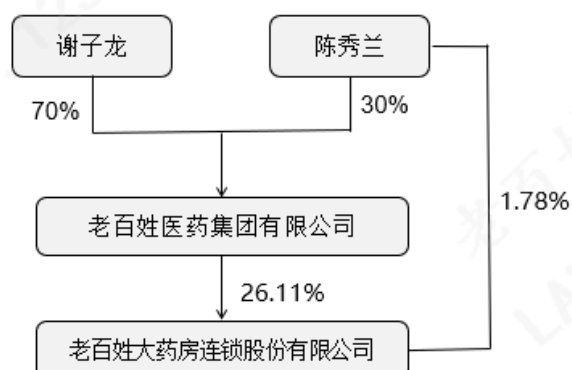 谢子龙
陈秀兰
70%
30%
老百姓医药集团有限公司
1.78%
26.11%
老百姓大药房连锁股份有限公司